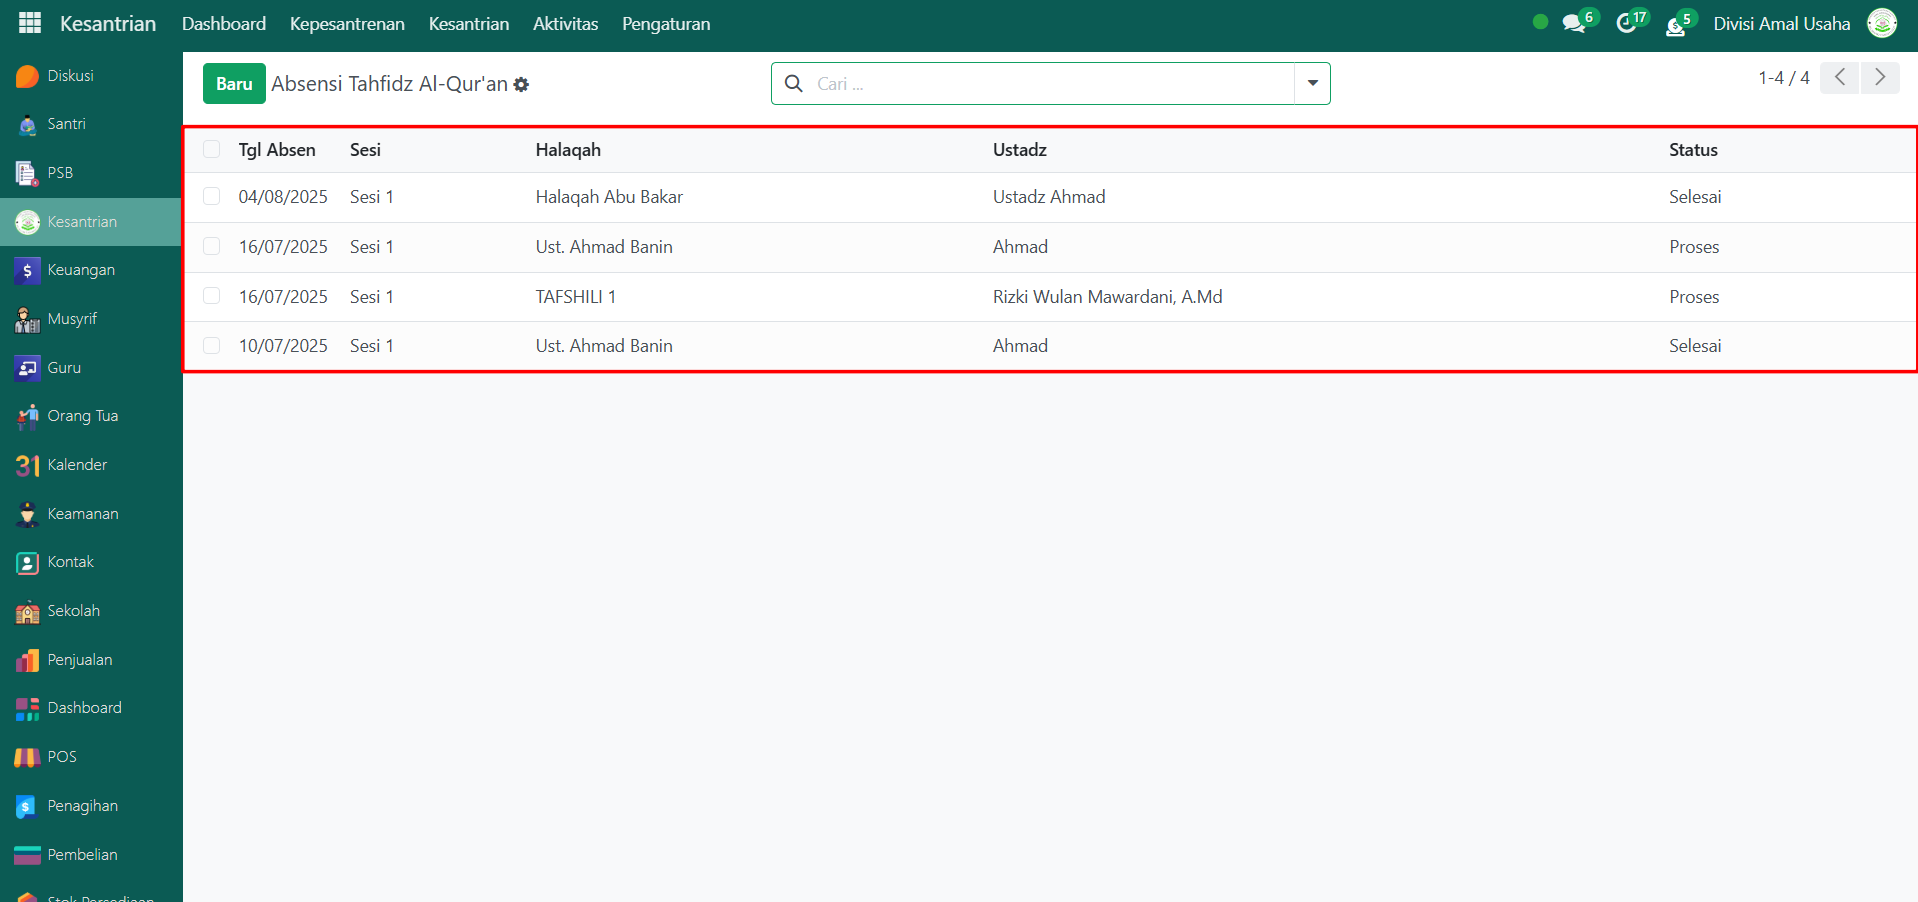 Kesantrian Dashboard Kepesantrenan Kesantrian Aktivitas Pengaturan 6 17 5 Divisi Amal Usaha
Diskusi
Santri
PSB
Kesantrian
Keuangan
Musyrif
Guru
Orang Tua
31 Kalender
Keamanan
Kontak
Sekolah
Penjualan
Dashboard
POS
Penagihan
Pembelian
Stok Persediaan
Baru Absensi Tahfidz Al-Qur'an Cari ... 1-4 / 4
Tgl Absen Sesi Halaqah Ustadz Status
04/08/2025 Sesi 1 Halaqah Abu Bakar Ustadz Ahmad Selesai
16/07/2025 Sesi 1 Ust. Ahmad Banin Ahmad Proses
16/07/2025 Sesi 1 TAFSHILI 1 Rizki Wulan Mawardani, A.Md Proses
10/07/2025 Sesi 1 Ust. Ahmad Banin Ahmad Selesai